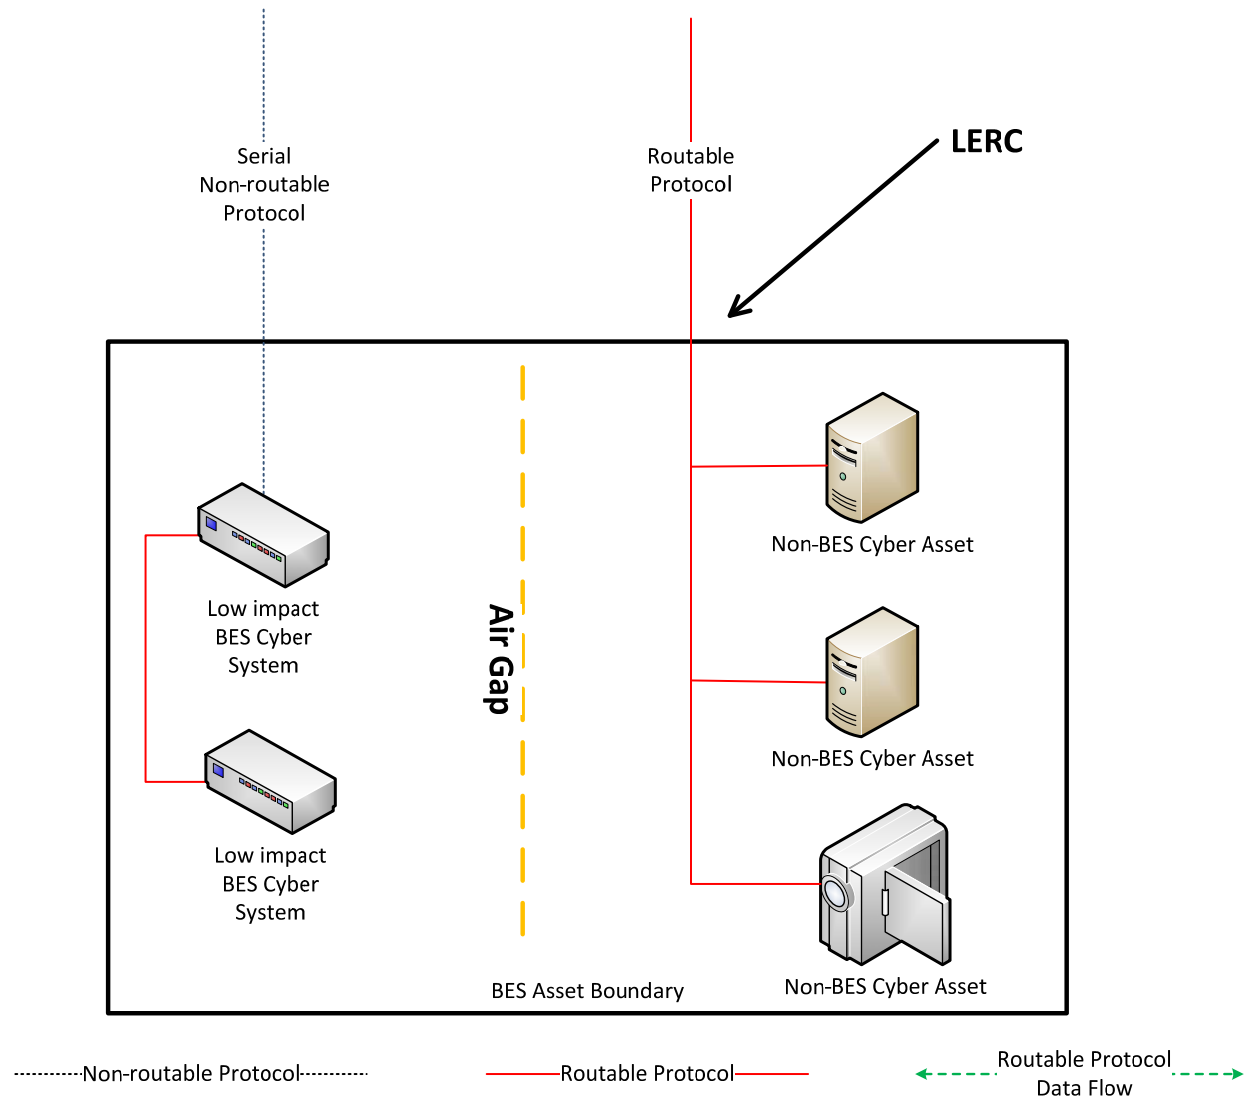 LERC
Serial
Non-routable
Protocol
Routable
Protocol
Non-BES Cyber Asset
Low impact
BES Cyber
System
Air Gap
Non-BES Cyber Asset
Low impact
BES Cyber
System
Non-BES Cyber Asset
BES Asset Boundary
Non-routable Protocol
Routable Protocol
Routable Protocol
Data Flow